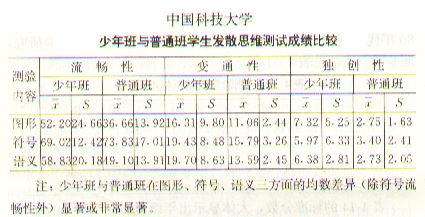 中国科技大学
少年班与普通班学生发散思维测试成绩比较
测验内容 流畅性 变通性 独创性
少年班 普通班 少年班 普通班 少年班 普通班
x̄ S x̄ S x̄ S x̄ S x̄ S x̄ S
图形 52.20 24.66 36.66 13.92 16.31 9.80 11.06 2.44 7.32 5.25 2.75 1.63
符号 69.02 12.42 73.83 17.01 19.43 8.48 15.79 3.26 5.97 6.33 3.40 2.41
语义 58.83 20.18 49.10 13.91 19.70 8.63 13.59 2.45 6.38 2.81 2.73 2.05
注：少年班与普通班在图形、符号、语义三方面的均数差异（除符号流
畅性外）显著或非常显著。